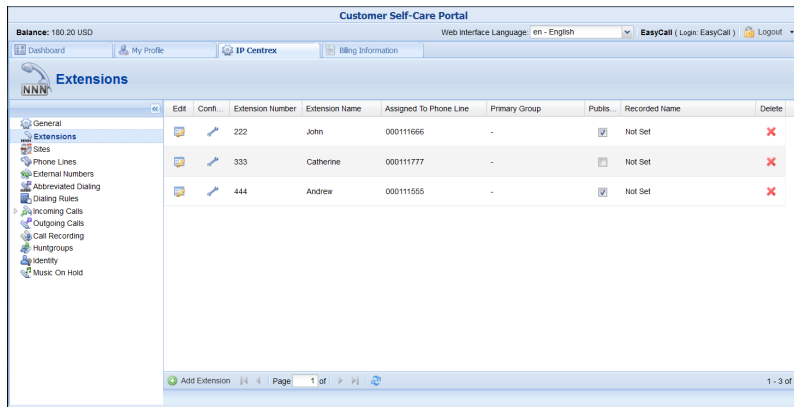 Customer Self-Care Portal
Balance: 180.20 USD Web Interface Language: en - English EasyCall ( Login: EasyCall ) Logout
Dashboard My Profile IP Centrex Billing Information
NNN Extensions
Edit Confi... Extension Number Extension Name Assigned To Phone Line Primary Group Publis... Recorded Name Delete
General
Extensions
Sites
Phone Lines
External Numbers
Abbreviated Dialing
Dialing Rules
Incoming Calls
Outgoing Calls
Call Recording
Huntgroups
Identity
Music On Hold
222 John 000111666 - Not Set
333 Catherine 000111777 - Not Set
444 Andrew 000111555 - Not Set
Add Extension Page 1 of 1 - 3 of